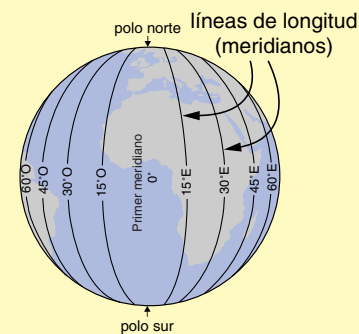 polo norte
líneas de longitud
(meridianos)
60°O
45°O
30°O
15°O
Primer meridiano
0°
15°E
30°E
45°E
60°E
polo sur